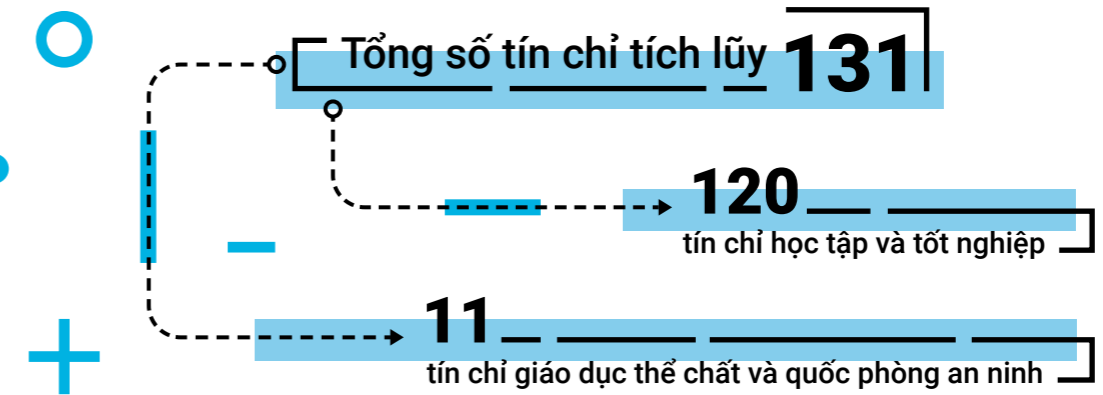 Tổng số tín chỉ tích lũy 131
120
tín chỉ học tập và tốt nghiệp
11
tín chỉ giáo dục thể chất và quốc phòng an ninh